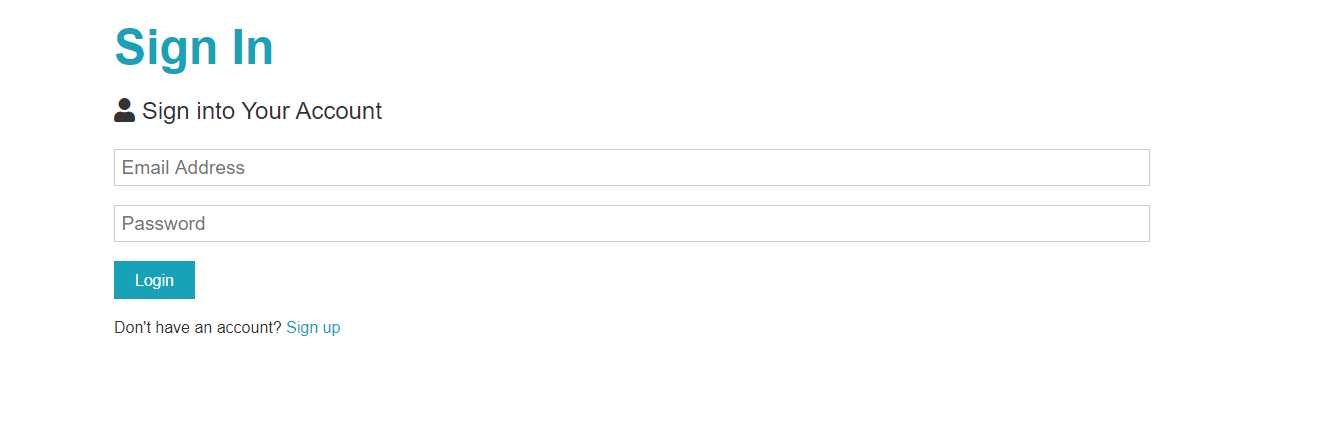 Sign In
Sign into Your Account
Email Address
Password
Login
Don't have an account? Sign up